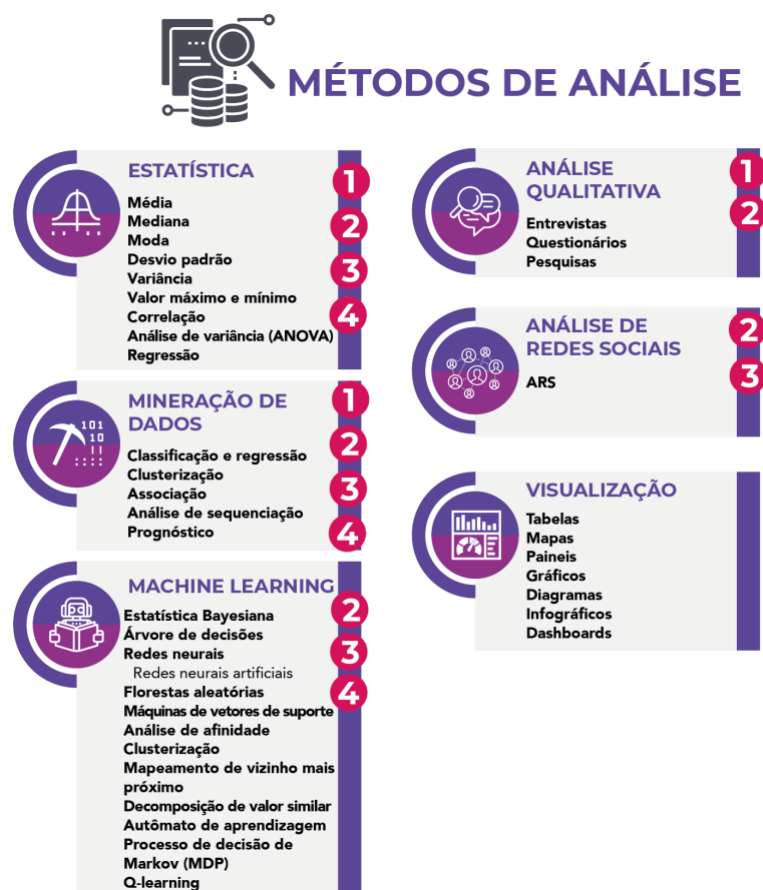 MÉTODOS DE ANÁLISE
ESTATÍSTICA
1
Média
Mediana
2
Moda
Desvio padrão
3
Variância
Valor máximo e mínimo
Correlação
4
Análise de variância (ANOVA)
Regressão
MINERAÇÃO DE
DADOS
1
2
Classificação e regressão
Clusterização
Associação
3
Análise de sequenciação
Prognóstico
4
101
10
MACHINE LEARNING
Estatística Bayesiana
2
Árvore de decisões
Redes neurais
3
Redes neurais artificiais
Florestas aleatórias
4
Máquinas de vetores de suporte
Análise de afinidade
Clusterização
Mapeamento de vizinho mais
próximo
Decomposição de valor similar
Autômato de aprendizagem
Processo de decisão de
Markov (MDP)
Q-learning
ANÁLISE
QUALITATIVA
1
2
Entrevistas
Questionários
Pesquisas
ANÁLISE DE
REDES SOCIAIS
2
3
ARS
VISUALIZAÇÃO
Tabelas
Mapas
Paineis
Gráficos
Diagramas
Infográficos
Dashboards